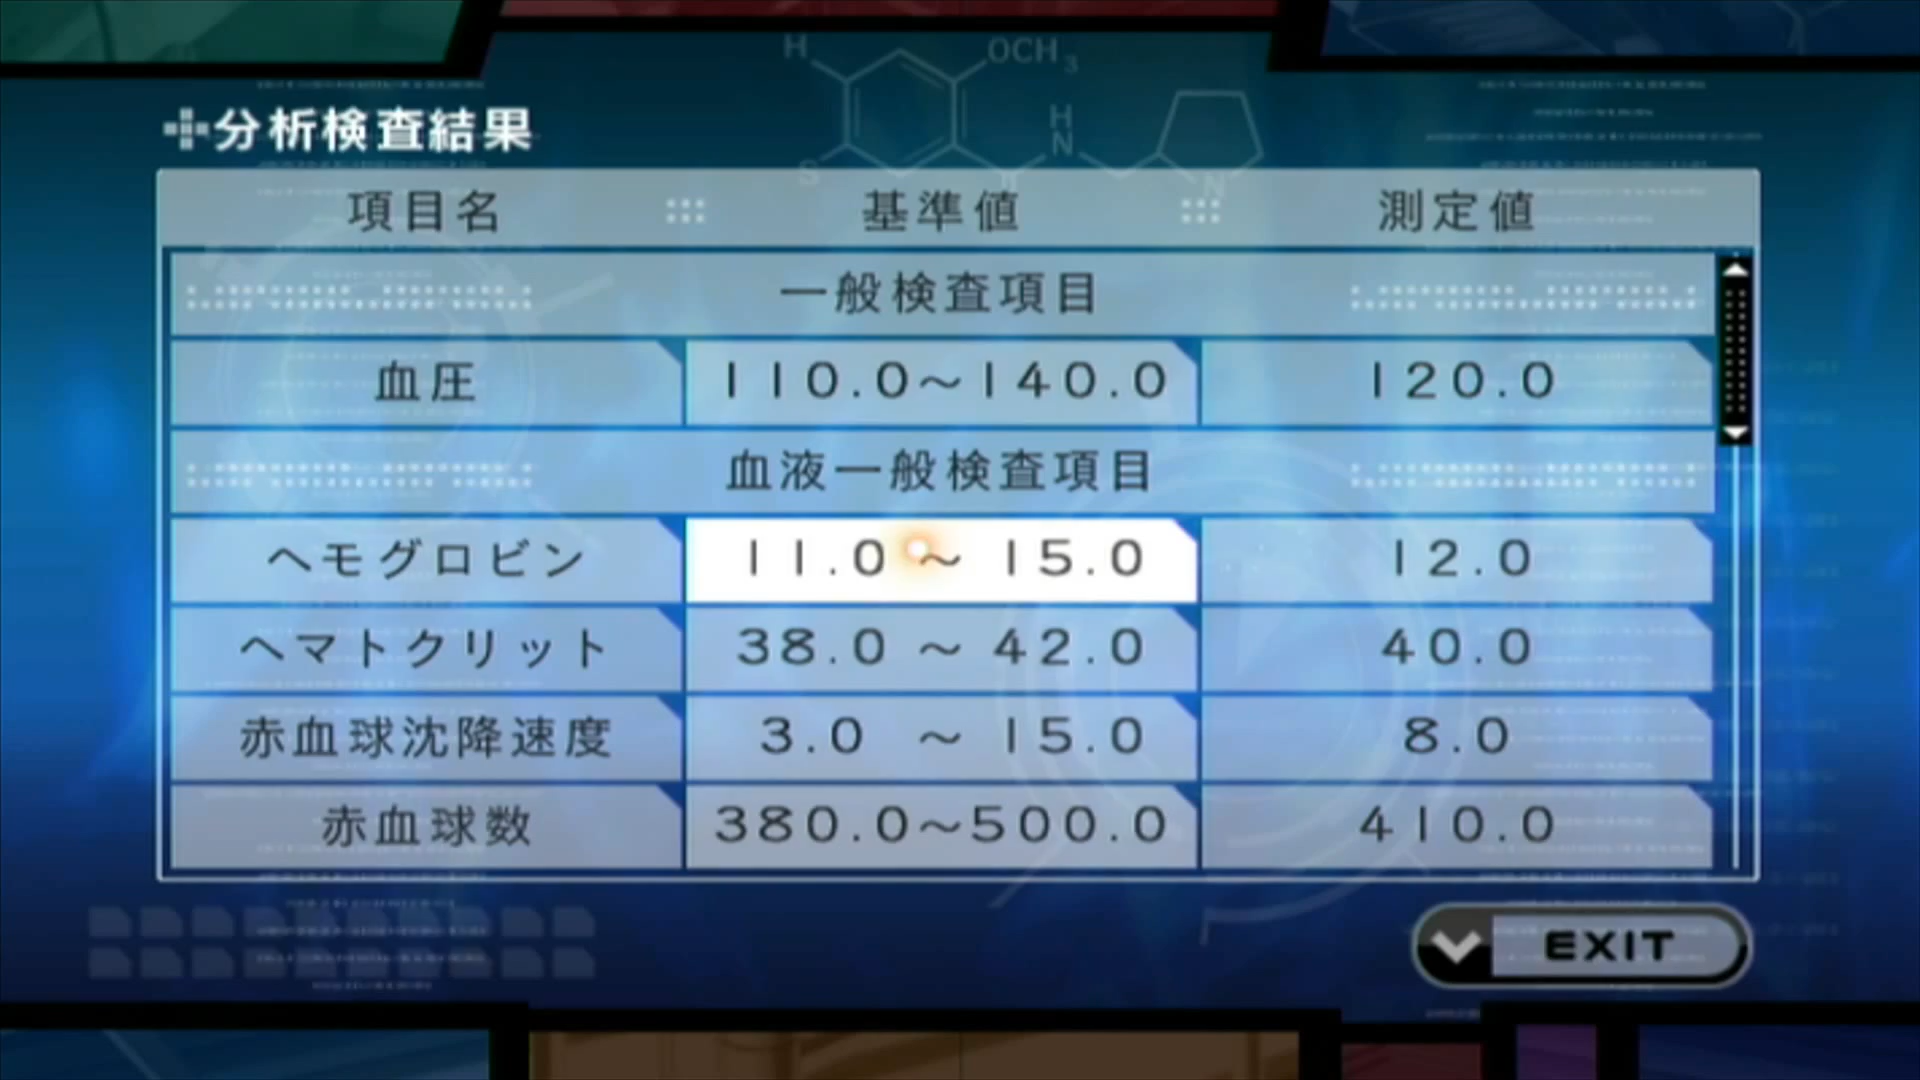 H
OCH3
H
N
S
N
分析検査結果
項目名 基準値 測定値
一般検査項目
血圧 110.0～140.0 120.0
血液一般検査項目
ヘモグロビン 11.0 ～ 15.0 12.0
ヘマトクリット 38.0 ～ 42.0 40.0
赤血球沈降速度 3.0 ～ 15.0 8.0
赤血球数 380.0～500.0 410.0
EXIT